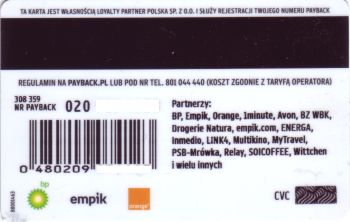 TA KARTA JEST WŁASNOŚCIĄ LOYALTY PARTNER POLSKA SP. Z O.O. I SŁUŻY REJESTRACJI TWOJEGO NUMERU PAYBACK
REGULAMIN NA PAYBACK.PL LUB POD NR TEL. 801 044 440 (KOSZT ZGODNIE Z TARYFĄ OPERATORA)
308 359
NR PAYBACK 020
0 480209
Partnerzy:
BP, Empik, Orange, 1minute, Avon, BZ WBK,
Drogerie Natura, empik.com, ENERGA,
Inmedio, LINK4, Multikino, MyTravel,
PSB-Mrówka, Relay, SOICOFFEE, Wittchen
i wielu innych
bp
empik
orange
CVC